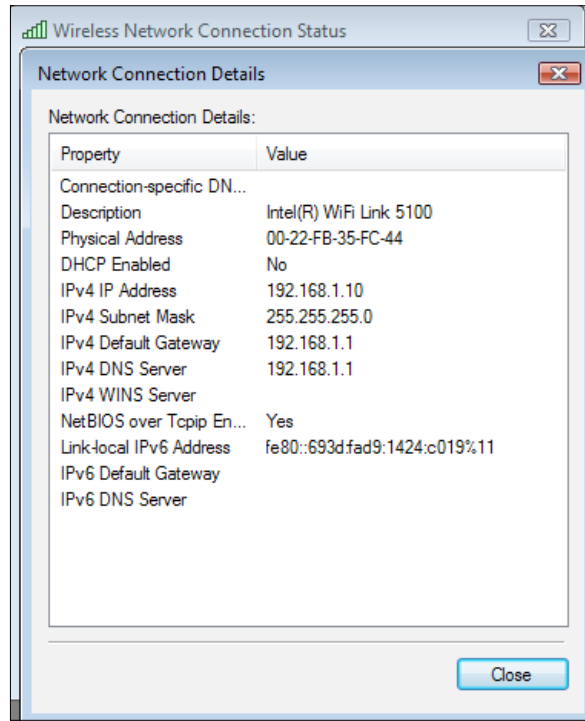 Wireless Network Connection Status
Network Connection Details
Network Connection Details:
Property Value
Connection-specific DN...
Description Intel(R) WiFi Link 5100
Physical Address 00-22-FB-35-FC-44
DHCP Enabled No
IPv4 IP Address 192.168.1.10
IPv4 Subnet Mask 255.255.255.0
IPv4 Default Gateway 192.168.1.1
IPv4 DNS Server 192.168.1.1
IPv4 WINS Server
NetBIOS over Tcpip En... Yes
Link-local IPv6 Address fe80::693d:fad9:1424:c019%11
IPv6 Default Gateway
IPv6 DNS Server
Close